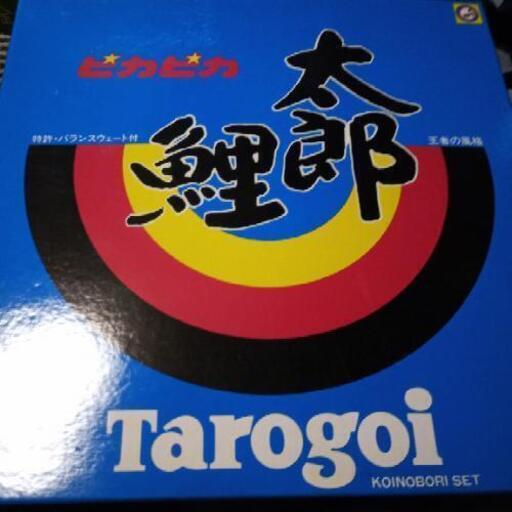 ピカピカ
太郎鯉
特許・バランスウェート付
王者の風格
Tarogoi
KOINOBORI SET